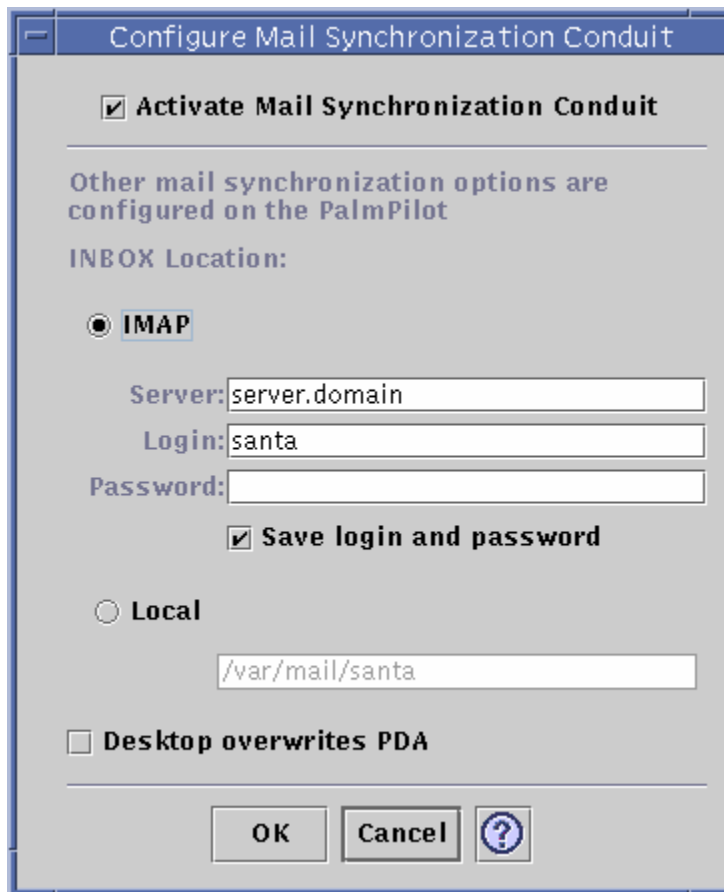 Configure Mail Synchronization Conduit
Activate Mail Synchronization Conduit
Other mail synchronization options are
configured on the PalmPilot
INBOX Location:
IMAP
Server: server.domain
Login: santa
Password:
Save login and password
Local
/var/mail/santa
Desktop overwrites PDA
OK Cancel ?